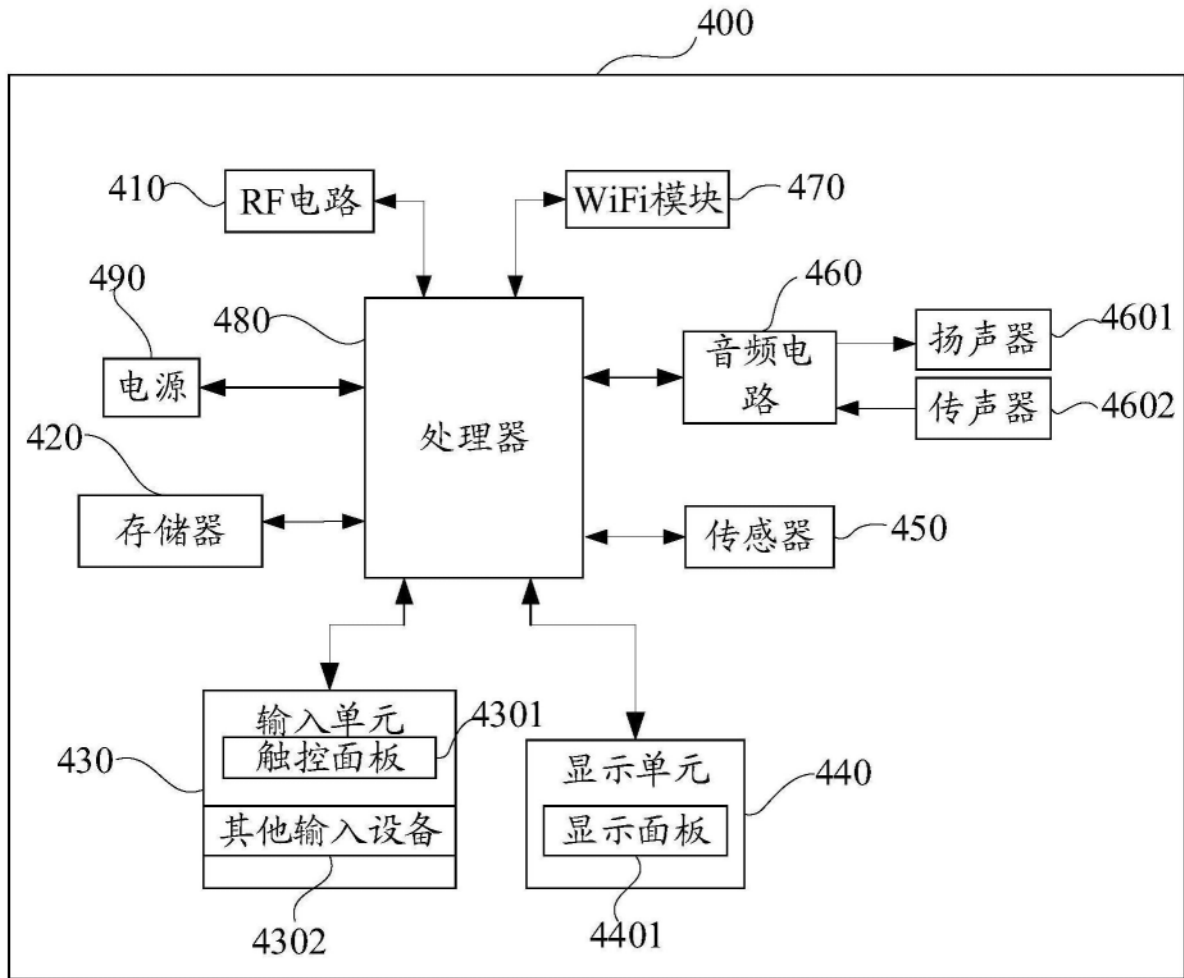 400
410
RF电路
WiFi模块
470
490
480
460
4601
电源
音频电
路
扬声器
传声器
4602
处理器
420
存储器
传感器
450
输入单元
4301
触控面板
430
其他输入设备
4302
显示单元
440
显示面板
4401